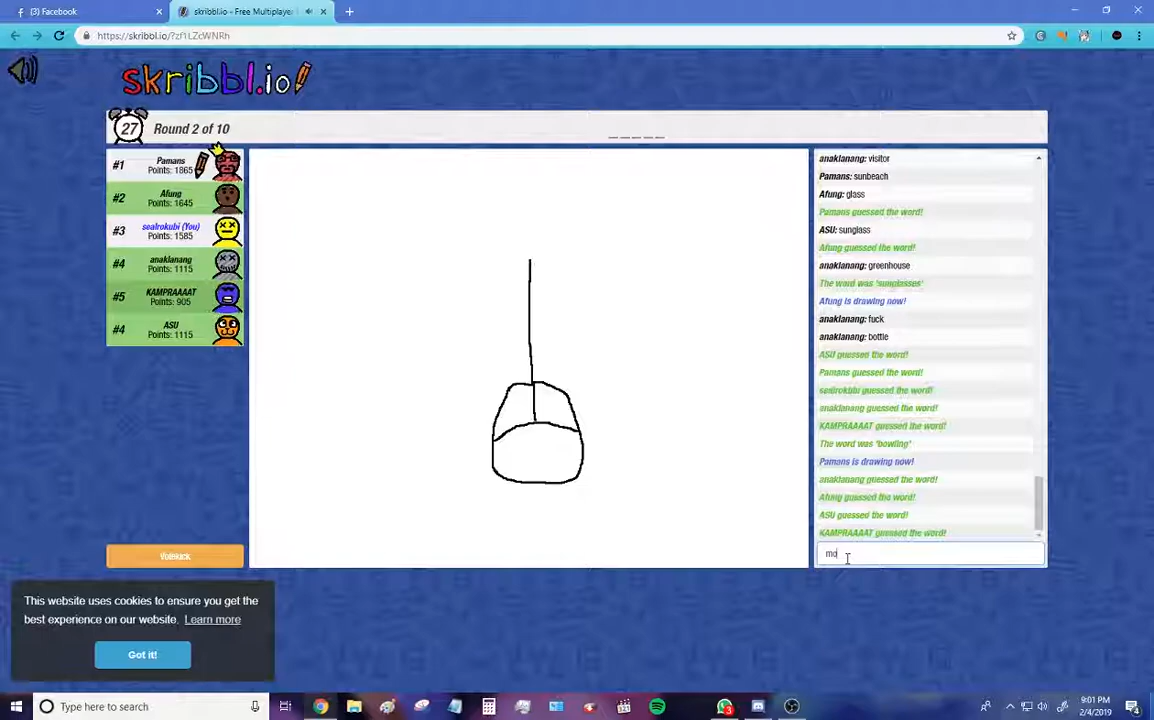 (3) Facebook
skribbl.io - Free Multiplayer
https://skribbl.io/?zf1LZcWNRh
skribbl.io
27
Round 2 of 10
_ _ _ _ _
#1
Pamans
Points: 1865
#2
Afung
Points: 1645
#3
sealrokubi (You)
Points: 1585
#4
anaklanang
Points: 1115
#5
KAMPRAAAAT
Points: 905
#4
ASU
Points: 1115
Votekick
anaklanang: visitor
Pamans: sunbeach
Afung: glass
Pamans guessed the word!
ASU: sunglass
Afung guessed the word!
anaklanang: greenhouse
The word was 'sunglasses'
Afung is drawing now!
anaklanang: fuck
anaklanang: bottle
ASU guessed the word!
Pamans guessed the word!
sealrokubi guessed the word!
anaklanang guessed the word!
KAMPRAAAAT guessed the word!
The word was 'bowling'
Pamans is drawing now!
anaklanang guessed the word!
Afung guessed the word!
ASU guessed the word!
KAMPRAAAAT guessed the word!
mo
This website uses cookies to ensure you get the
best experience on our website. Learn more
Got it!
Type here to search
9:01 PM
2/4/2019